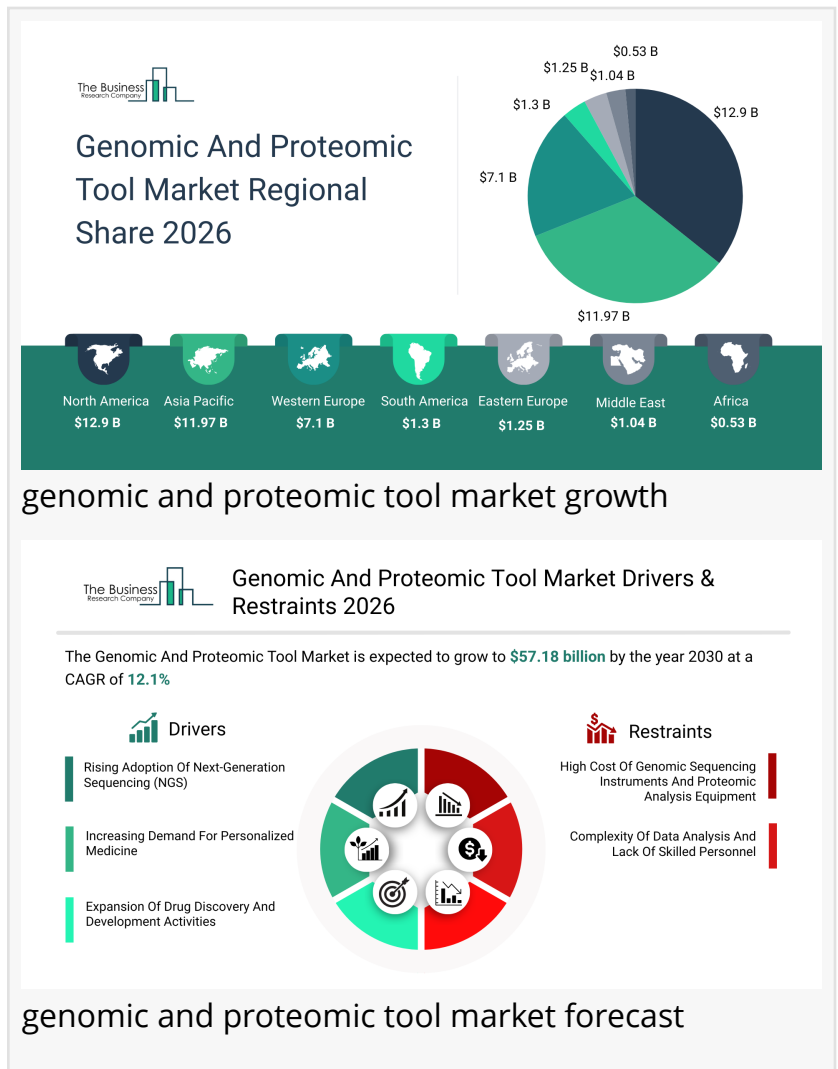 The Business
Research Company
Genomic And Proteomic
Tool Market Regional
Share 2026
$0.53 B
$1.25 B
$1.04 B
$1.3 B
$12.9 B
$7.1 B
$11.97 B
North America
$12.9 B
Asia Pacific
$11.97 B
Western Europe
$7.1 B
South America
$1.3 B
Eastern Europe
$1.25 B
Middle East
$1.04 B
Africa
$0.53 B
genomic and proteomic tool market growth
The Business
Research Company
Genomic And Proteomic Tool Market Drivers &
Restraints 2026
The Genomic And Proteomic Tool Market is expected to grow to $57.18 billion by the year 2030 at a
CAGR of 12.1%
Drivers
Rising Adoption Of Next-Generation
Sequencing (NGS)
Increasing Demand For Personalized
Medicine
Expansion Of Drug Discovery And
Development Activities
Restraints
High Cost Of Genomic Sequencing
Instruments And Proteomic
Analysis Equipment
Complexity Of Data Analysis And
Lack Of Skilled Personnel
genomic and proteomic tool market forecast